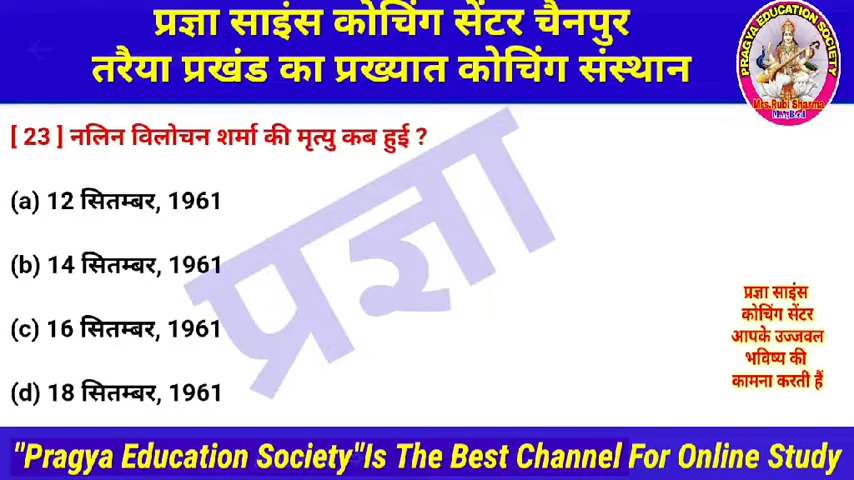 प्रज्ञा साइंस कोचिंग सेंटर चैनपुर
तरैया प्रखंड का प्रख्यात कोचिंग संस्थान
PRAGYA EDUCATION SOCIETY
Mrs.Rubi Sharma
[ 23 ] नलिन विलोचन शर्मा की मृत्यु कब हुई ?
(a) 12 सितम्बर, 1961
(b) 14 सितम्बर, 1961
(c) 16 सितम्बर, 1961
(d) 18 सितम्बर, 1961
प्रज्ञा
प्रज्ञा साइंस
कोचिंग सेंटर
आपके उज्जवल
भविष्य की
कामना करती हैं
"Pragya Education Society"Is The Best Channel For Online Study